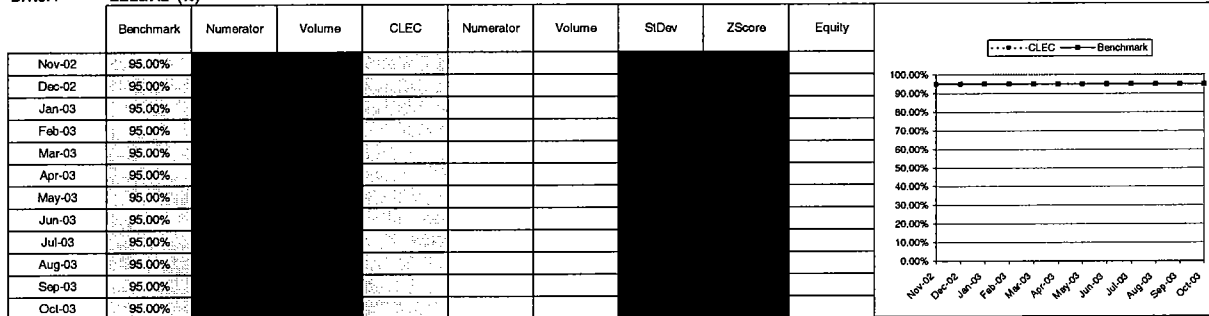 Benchmark Numerator Volume CLEC Numerator Volume StDev ZScore Equity
Nov-02 95.00%
Dec-02 95.00%
Jan-03 95.00%
Feb-03 95.00%
Mar-03 95.00%
Apr-03 95.00%
May-03 95.00%
Jun-03 95.00%
Jul-03 95.00%
Aug-03 95.00%
Sep-03 95.00%
Oct-03 95.00%
CLEC Benchmark
100.00%
90.00%
80.00%
70.00%
60.00%
50.00%
40.00%
30.00%
20.00%
10.00%
0.00%
Nov-02 Dec-02 Jan-03 Feb-03 Mar-03 Apr-03 May-03 Jun-03 Jul-03 Aug-03 Sep-03 Oct-03